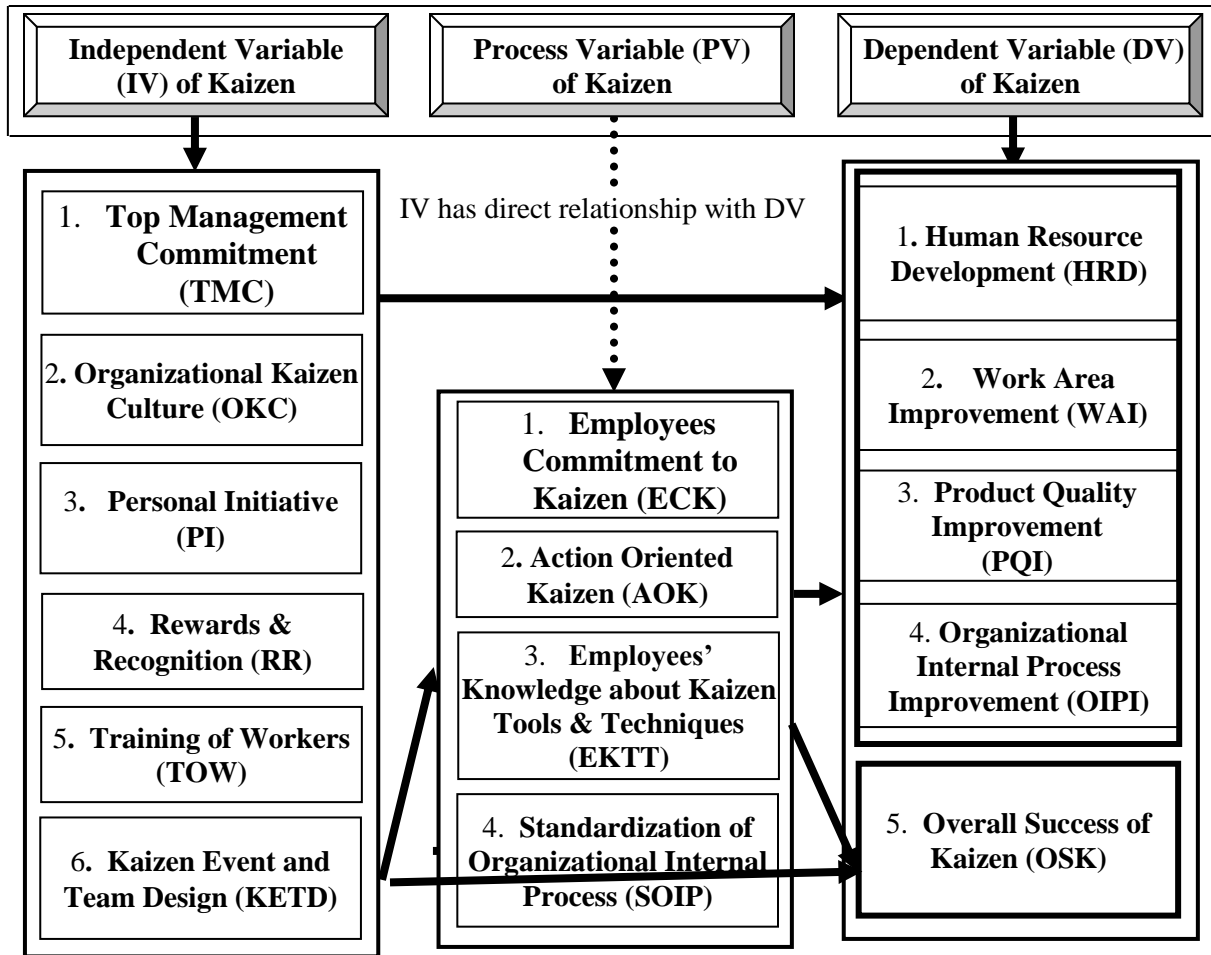 Independent Variable
(IV) of Kaizen
Process Variable (PV)
of Kaizen
Dependent Variable (DV)
of Kaizen
IV has direct relationship with DV
1. Top Management
Commitment
(TMC)
2. Organizational Kaizen
Culture (OKC)
3. Personal Initiative
(PI)
4. Rewards &
Recognition (RR)
5. Training of Workers
(TOW)
6. Kaizen Event and
Team Design (KETD)
1. Employees
Commitment to
Kaizen (ECK)
2. Action Oriented
Kaizen (AOK)
3. Employees’
Knowledge about Kaizen
Tools & Techniques
(EKTT)
4. Standardization of
Organizational Internal
Process (SOIP)
1. Human Resource
Development (HRD)
2. Work Area
Improvement (WAI)
3. Product Quality
Improvement
(PQI)
4. Organizational
Internal Process
Improvement (OIPI)
5. Overall Success of
Kaizen (OSK)